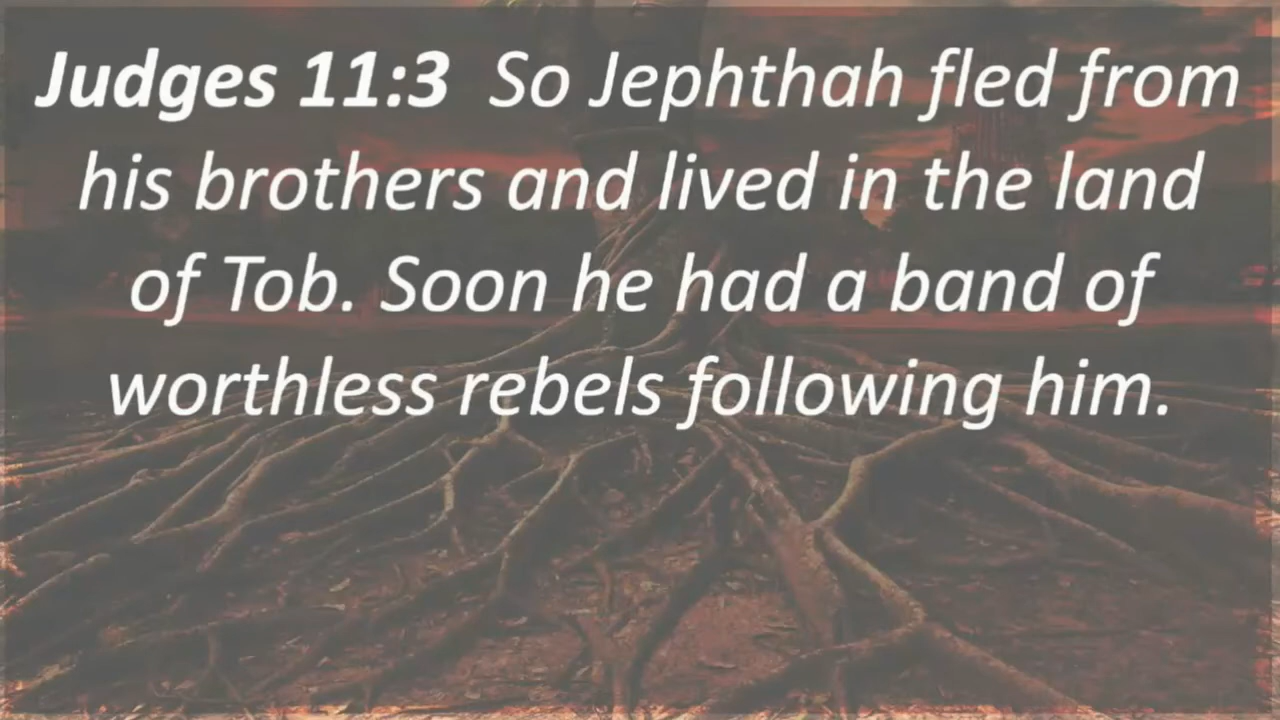 Judges 11:3 So Jephthah fled from
his brothers and lived in the land
of Tob. Soon he had a band of
worthless rebels following him.